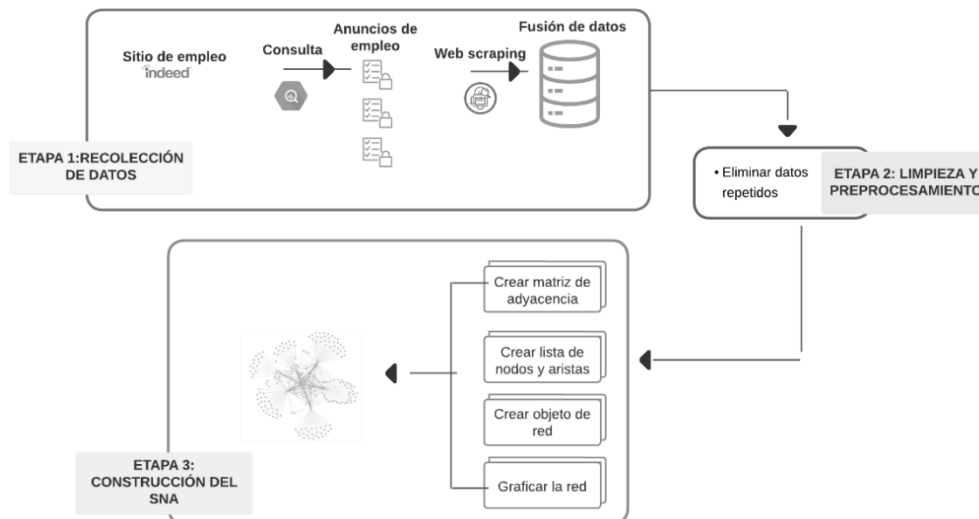 Sitio de empleo
indeed
Consulta
Anuncios de
empleo
Web scraping
Fusión de datos
ETAPA 1:RECOLECCIÓN
DE DATOS
• Eliminar datos
repetidos
ETAPA 2: LIMPIEZA Y
PREPROCESAMIENTO
Crear matriz de
adyacencia
Crear lista de
nodos y aristas
Crear objeto de
red
Graficar la red
ETAPA 3:
CONSTRUCCIÓN DEL
SNA